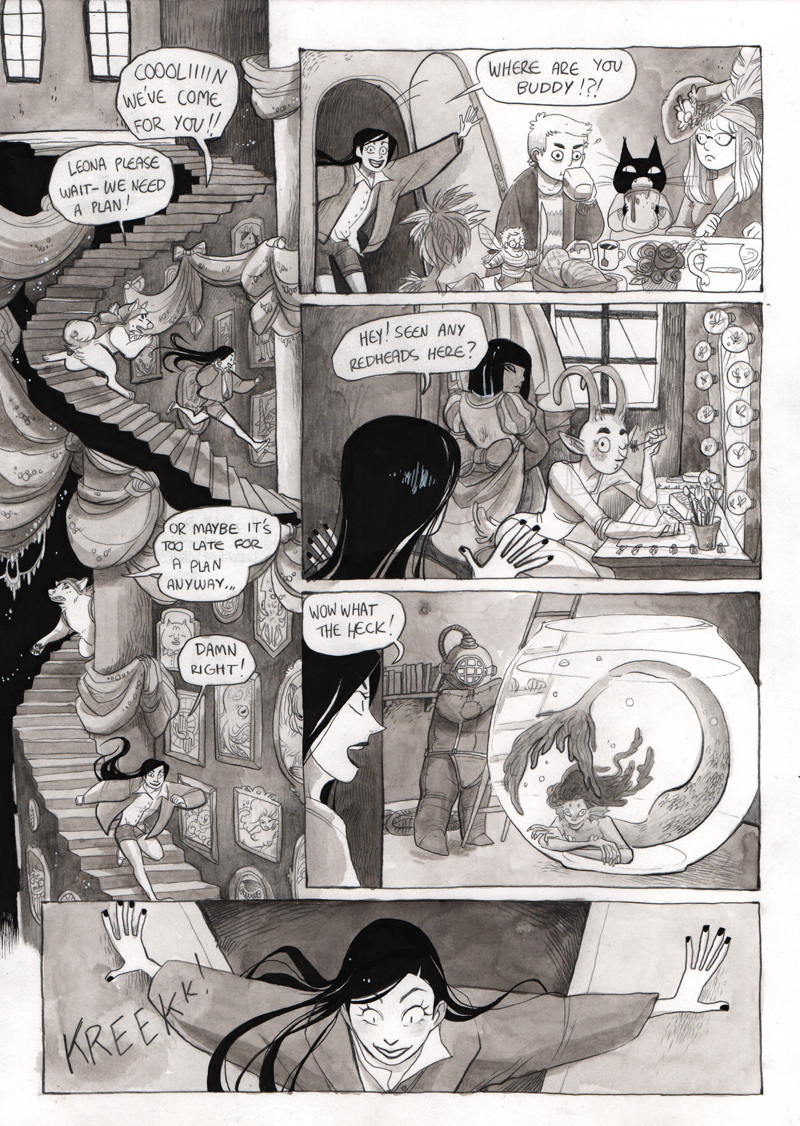 COOOLIIIIN
WE'VE COME
FOR YOU!!
LEONA PLEASE
WAIT- WE NEED
A PLAN!
OR MAYBE IT'S
TOO LATE FOR
A PLAN
ANYWAY...
DAMN
RIGHT!
WHERE ARE YOU
BUDDY!?!
HEY! SEEN ANY
REDHEADS HERE?
WOW WHAT
THE HECK!
KREEKK!